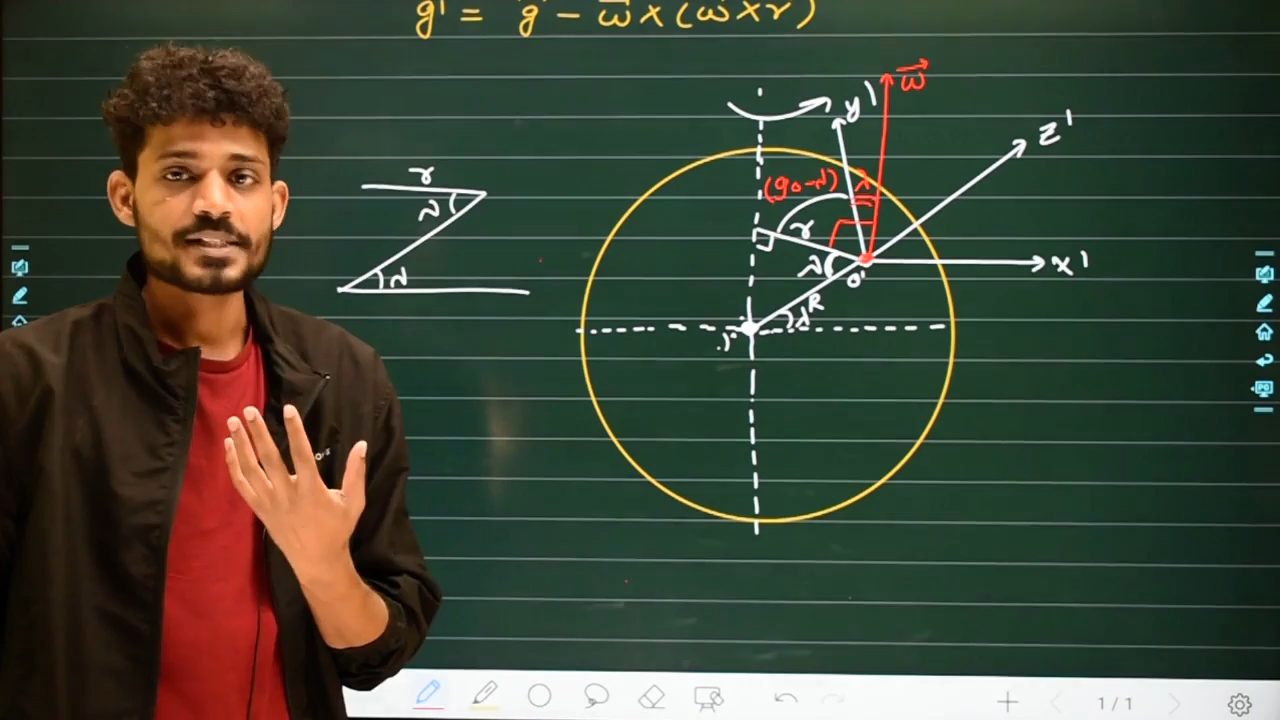 g' = g - ω⃗ × (ω × r)
ω⃗
y'
z'
r
(90-λ)
λ
λ
r
λ
O'
x'
λ
R
λ
1/1